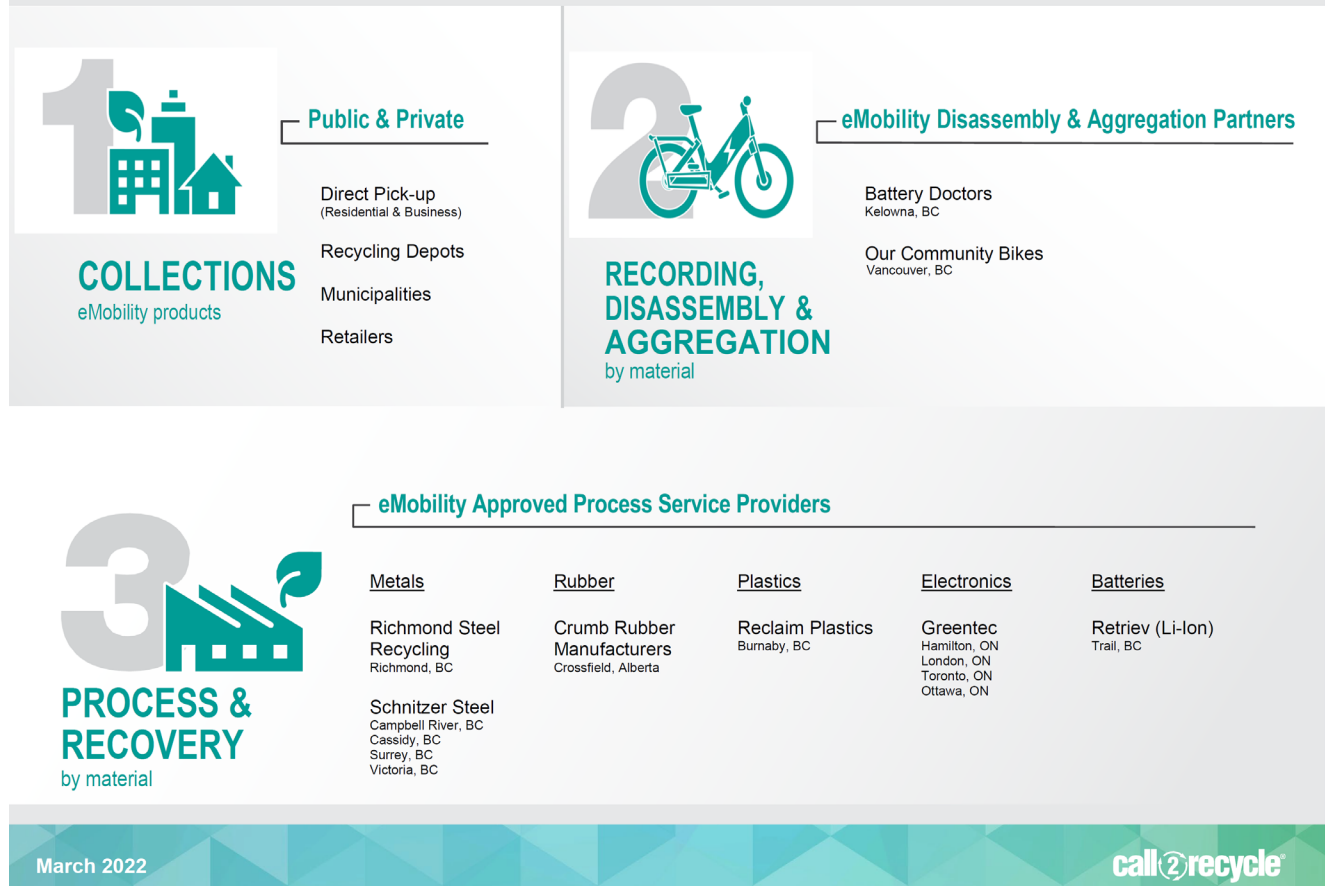 1
Public & Private
Direct Pick-up
(Residential & Business)
Recycling Depots
Municipalities
Retailers
COLLECTIONS
eMobility products
2
eMobility Disassembly & Aggregation Partners
Battery Doctors
Kelowna, BC
Our Community Bikes
Vancouver, BC
RECORDING,
DISASSEMBLY &
AGGREGATION
by material
3
PROCESS &
RECOVERY
by material
eMobility Approved Process Service Providers
Metals
Richmond Steel
Recycling
Richmond, BC
Schnitzer Steel
Campbell River, BC
Cassidy, BC
Surrey, BC
Victoria, BC
Rubber
Crumb Rubber
Manufacturers
Crossfield, Alberta
Plastics
Reclaim Plastics
Burnaby, BC
Electronics
Greentec
Hamilton, ON
London, ON
Toronto, ON
Ottawa, ON
Batteries
Retriev (Li-Ion)
Trail, BC
March 2022
call2recycle®